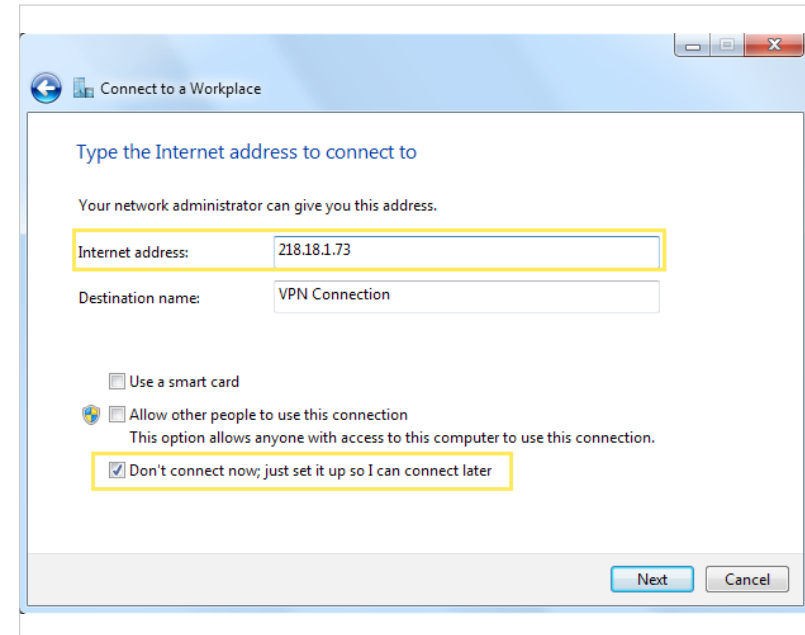 Connect to a Workplace
Type the Internet address to connect to
Your network administrator can give you this address.
Internet address: 218.18.1.73
Destination name: VPN Connection
Use a smart card
Allow other people to use this connection
This option allows anyone with access to this computer to use this connection.
Don't connect now; just set it up so I can connect later
Next Cancel